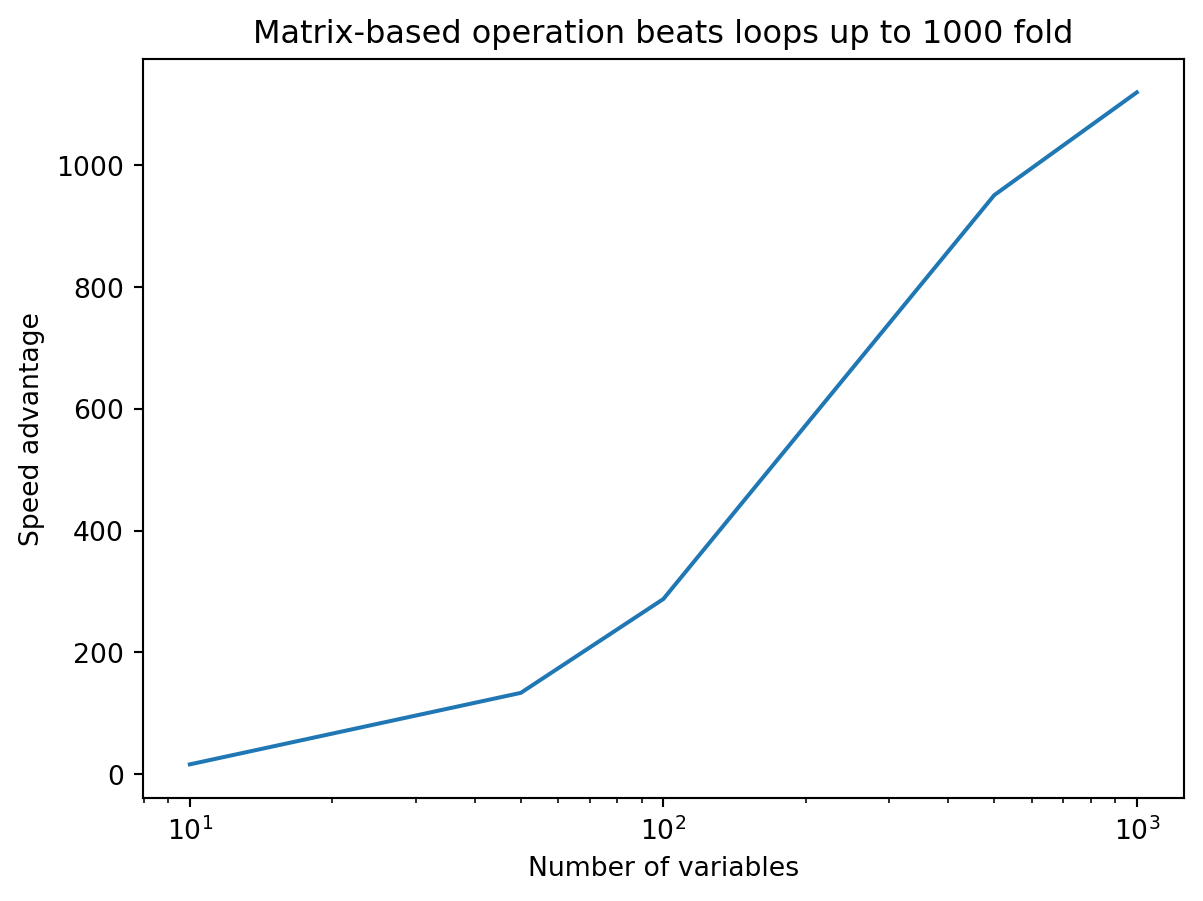 Matrix-based operation beats loops up to 1000 fold
Speed advantage
1000
800
600
400
200
0
10¹ 10² 10³
Number of variables